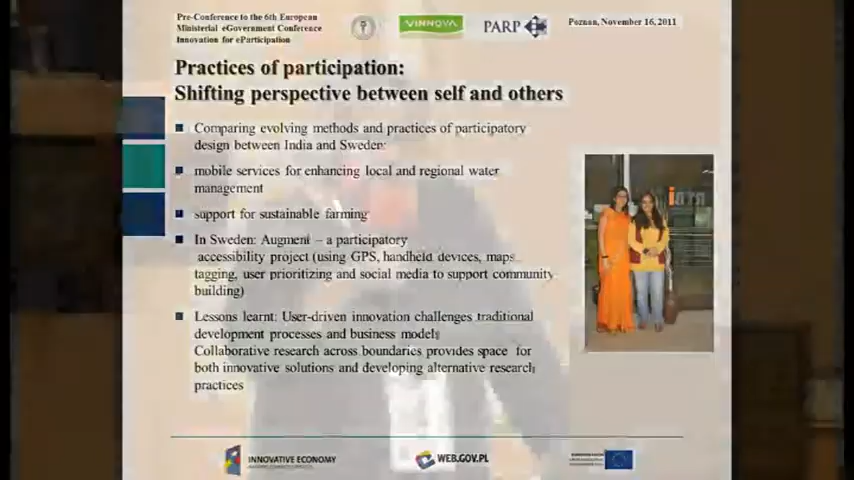 Pre-Conference to the 6th European
Ministerial eGovernment Conference
Innovation for eParticipation
VINNOVA
PARP
Poznan, November 16, 2011
Practices of participation:
Shifting perspective between self and others
Comparing evolving methods and practices of participatory
design between India and Sweden:
mobile services for enhancing local and regional water
management
support for sustainable farming
In Sweden: Augment – a participatory
accessibility project (using GPS, handheld devices, maps
tagging, user prioritizing and social media to support community
building)
Lessons learnt: User-driven innovation challenges traditional
development processes and business models
Collaborative research across boundaries provides space for
both innovative solutions and developing alternative research
practices
INNOVATIVE ECONOMY
WEB.GOV.PL